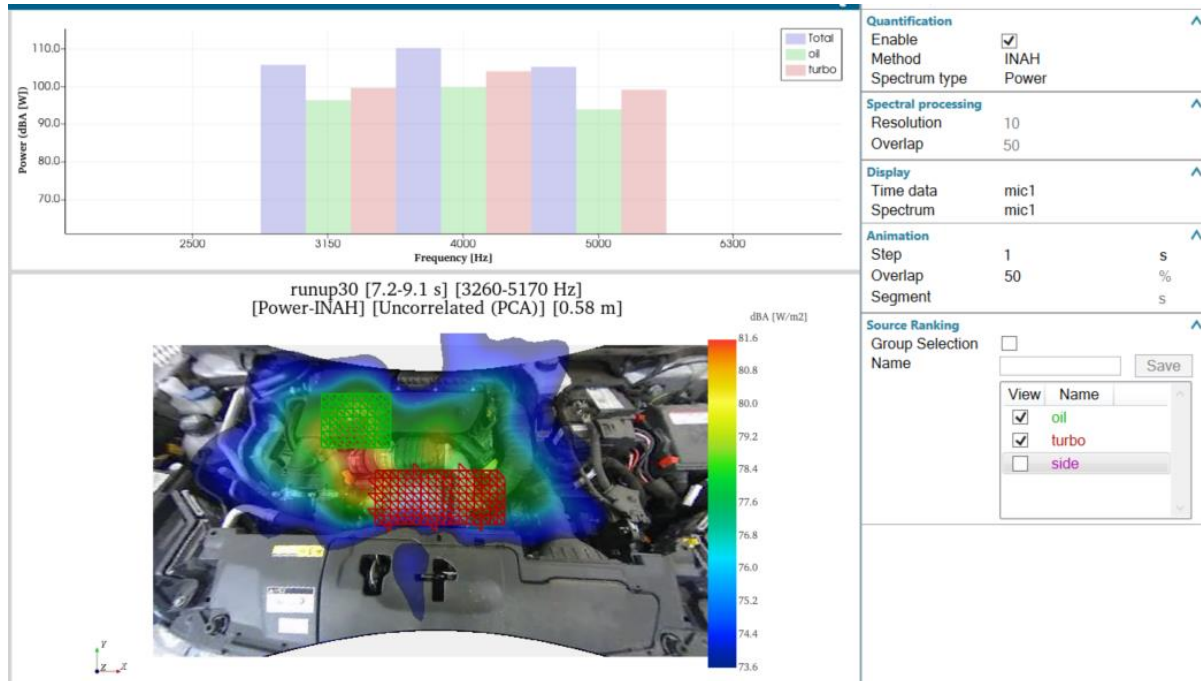 110.0
100.0
90.0
80.0
70.0
Power (dBA [W])
2500 3150 4000 5000 6300
Frequency [Hz]
Total
oil
turbo
runup30 [7.2-9.1 s] [3260-5170 Hz]
[Power-INAH] [Uncorrelated (PCA)] [0.58 m]
dBA [W/m2]
81.6
80.8
80.0
79.2
78.4
77.6
76.8
76.0
75.2
74.4
73.6
Y
Z X
Quantification
Enable
Method INAH
Spectrum type Power
Spectral processing
Resolution 10
Overlap 50
Display
Time data mic1
Spectrum mic1
Animation
Step 1 s
Overlap 50 %
Segment s
Source Ranking
Group Selection
Name Save
View Name
oil
turbo
side